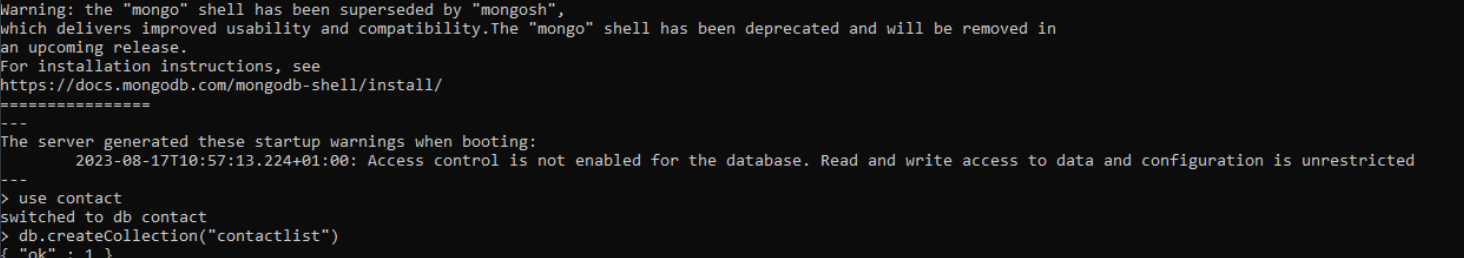 Warning: the "mongo" shell has been superseded by "mongosh",
which delivers improved usability and compatibility.The "mongo" shell has been deprecated and will be removed in
an upcoming release.
For installation instructions, see
https://docs.mongodb.com/mongodb-shell/install/
================
---
The server generated these startup warnings when booting:
        2023-08-17T10:57:13.224+01:00: Access control is not enabled for the database. Read and write access to data and configuration is unrestricted
---
> use contact
switched to db contact
> db.createCollection("contactlist")
{ "ok" : 1 }